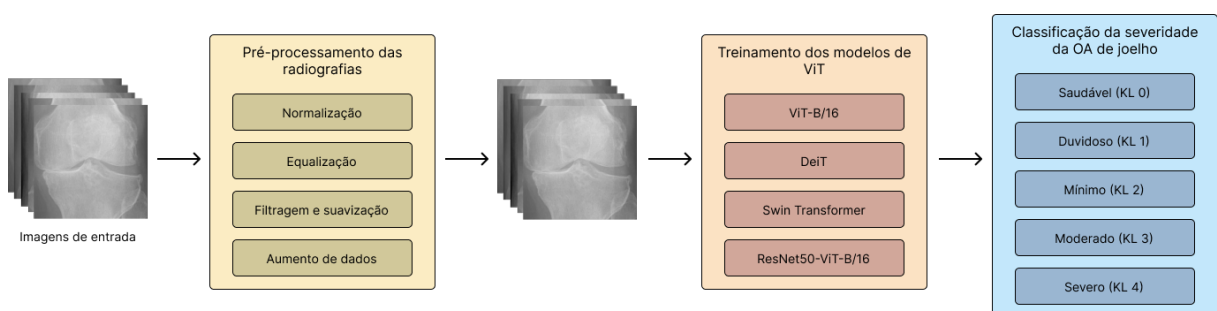 Imagens de entrada
Pré-processamento das
radiografias
Normalização
Equalização
Filtragem e suavização
Aumento de dados
Treinamento dos modelos de
ViT
ViT-B/16
DeiT
Swin Transformer
ResNet50-ViT-B/16
Classificação da severidade
da OA de joelho
Saudável (KL 0)
Duvidoso (KL 1)
Mínimo (KL 2)
Moderado (KL 3)
Severo (KL 4)